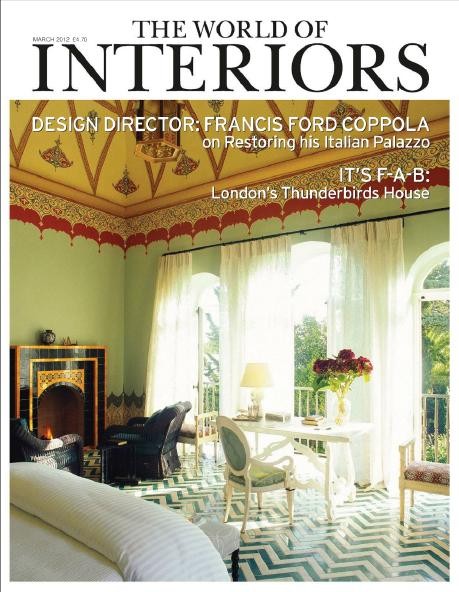 THE WORLD OF
MARCH 2012 £4.70
INTERIORS
DESIGN DIRECTOR: FRANCIS FORD COPPOLA
on Restoring his Italian Palazzo
IT'S F-A-B:
London's Thunderbirds House